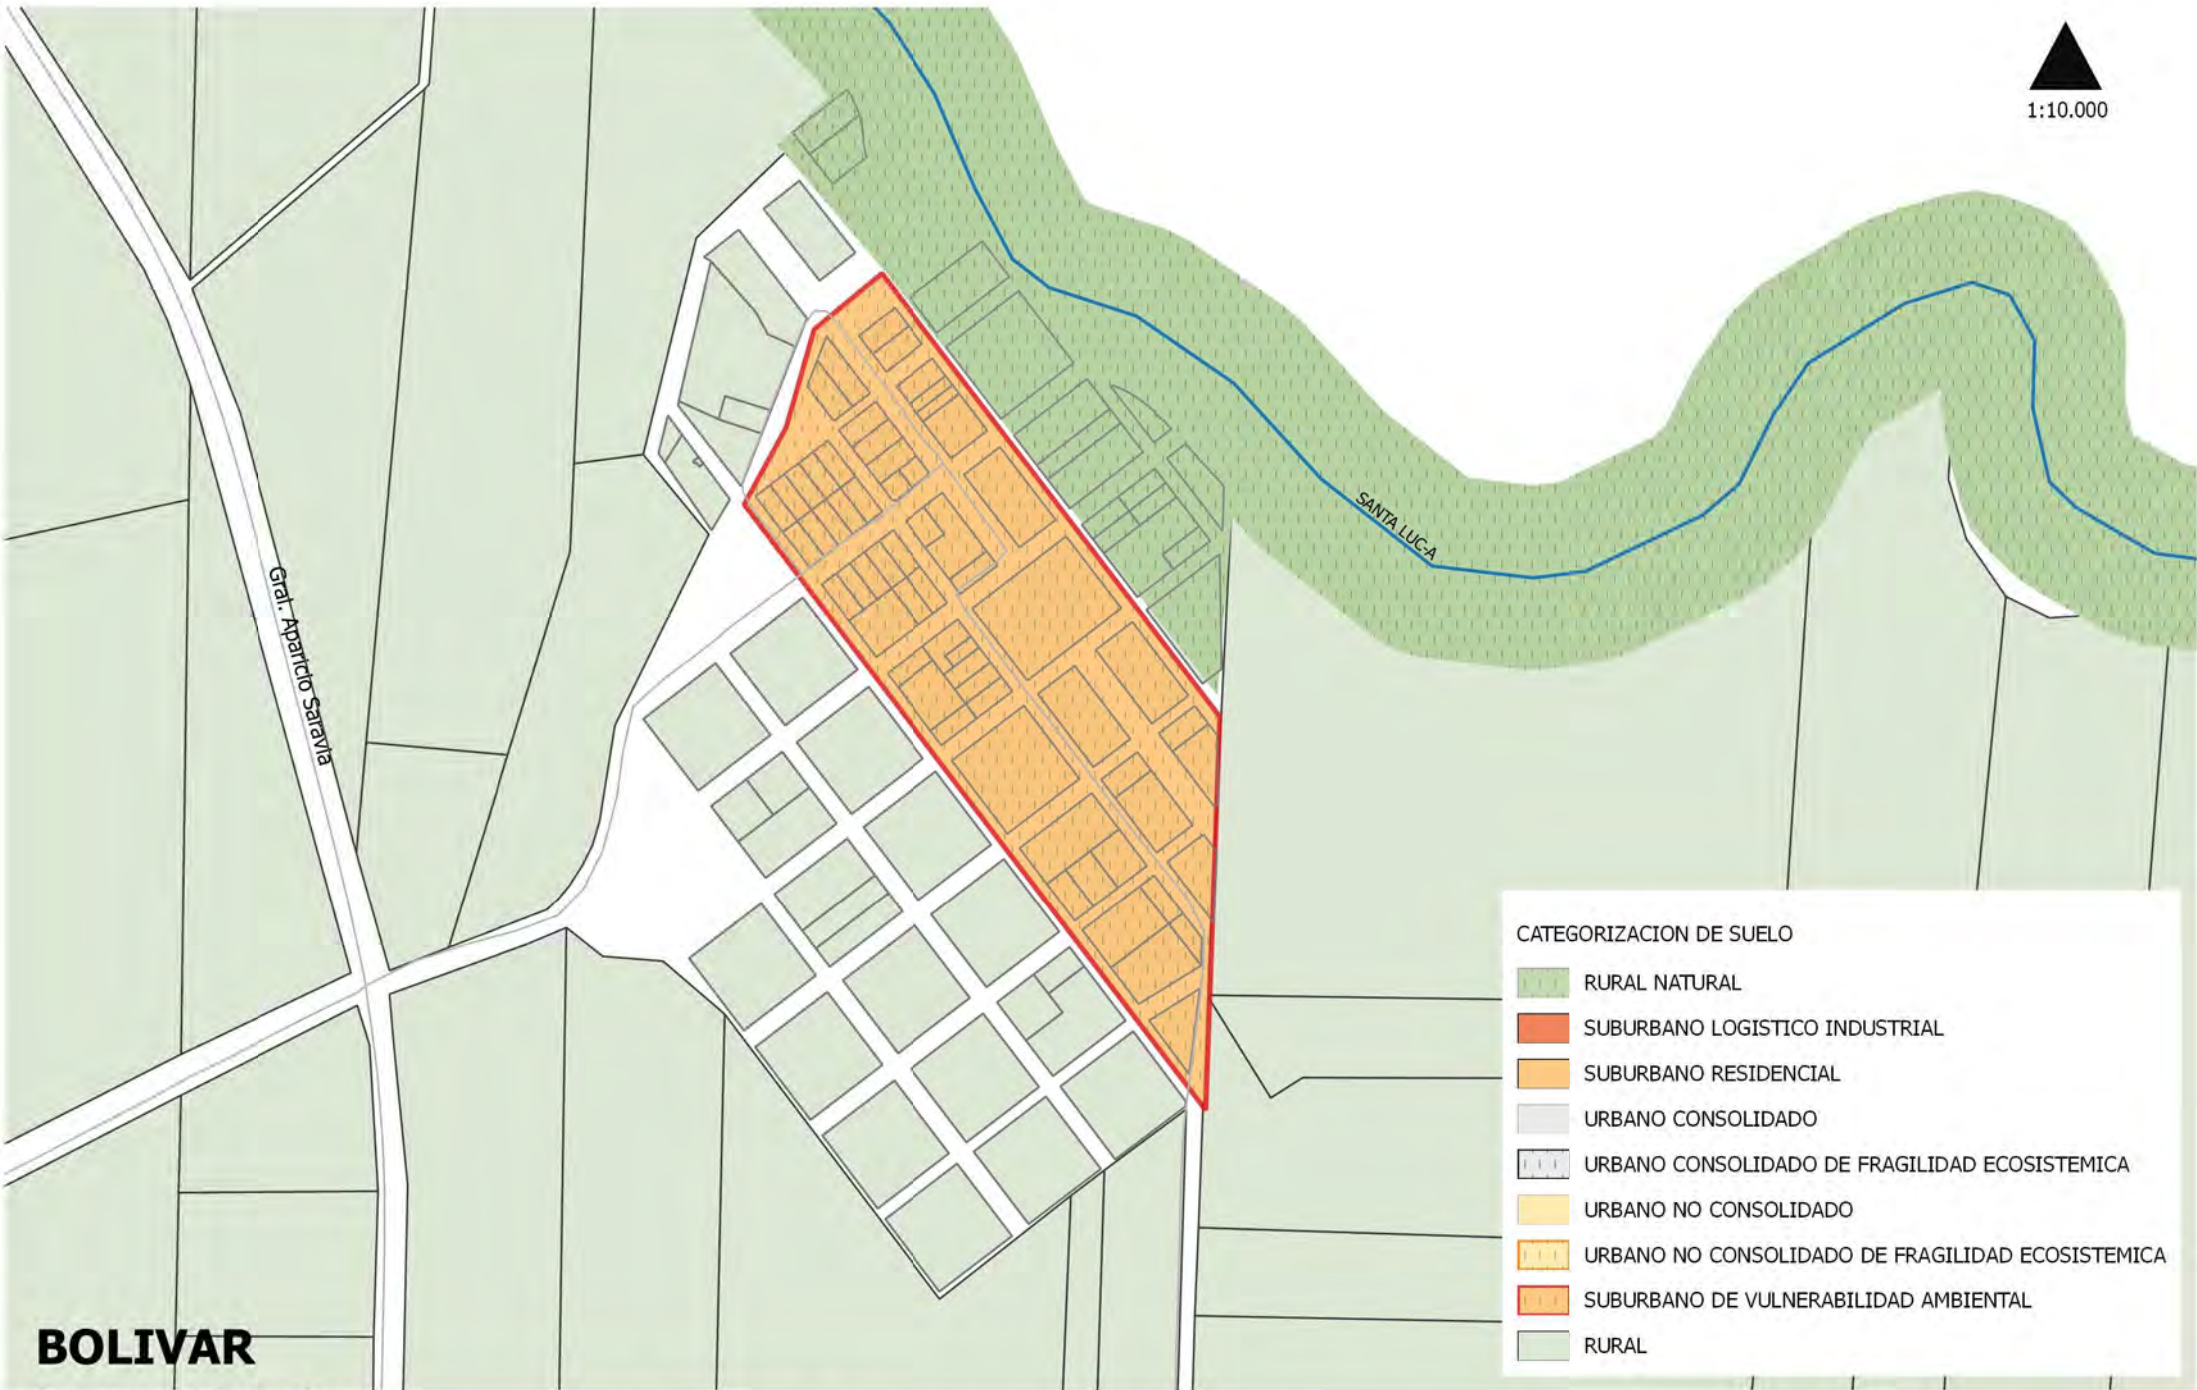 1:10.000
SANTA LUC-A
Gral. Aparicio Saravia
CATEGORIZACION DE SUELO
RURAL NATURAL
SUBURBANO LOGISTICO INDUSTRIAL
SUBURBANO RESIDENCIAL
URBANO CONSOLIDADO
URBANO CONSOLIDADO DE FRAGILIDAD ECOSISTEMICA
URBANO NO CONSOLIDADO
URBANO NO CONSOLIDADO DE FRAGILIDAD ECOSISTEMICA
SUBURBANO DE VULNERABILIDAD AMBIENTAL
RURAL
BOLIVAR